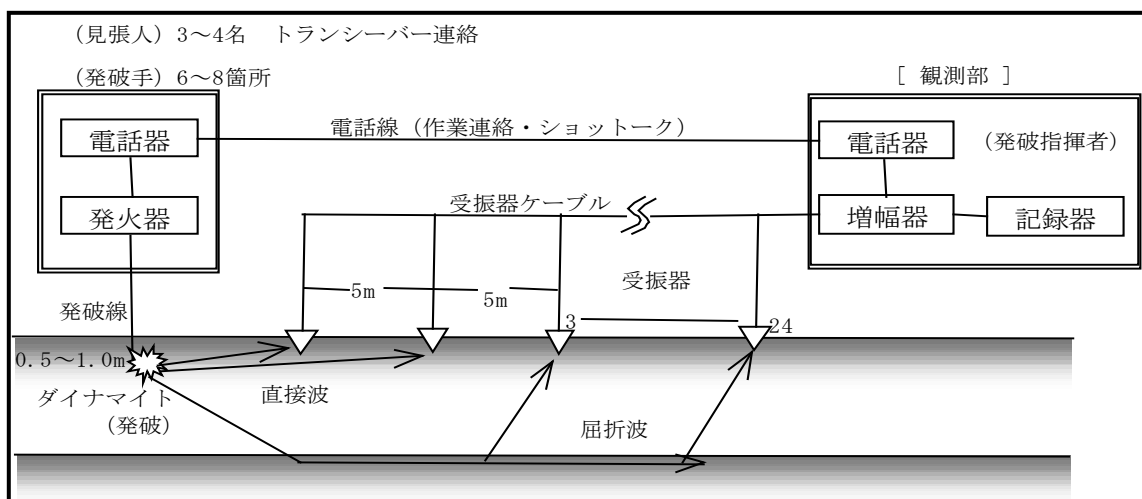 (見張人) 3～4名　トランシーバー連絡
(発破手) 6～8箇所
[ 観測部 ]
電話器
電話線 (作業連絡・ショットーク)
電話器
(発破指揮者)
発火器
受振器ケーブル
増幅器
記録器
5m
5m
受振器
発破線
3
24
0.5～1.0m
ダイナマイト
(発破)
直接波
屈折波